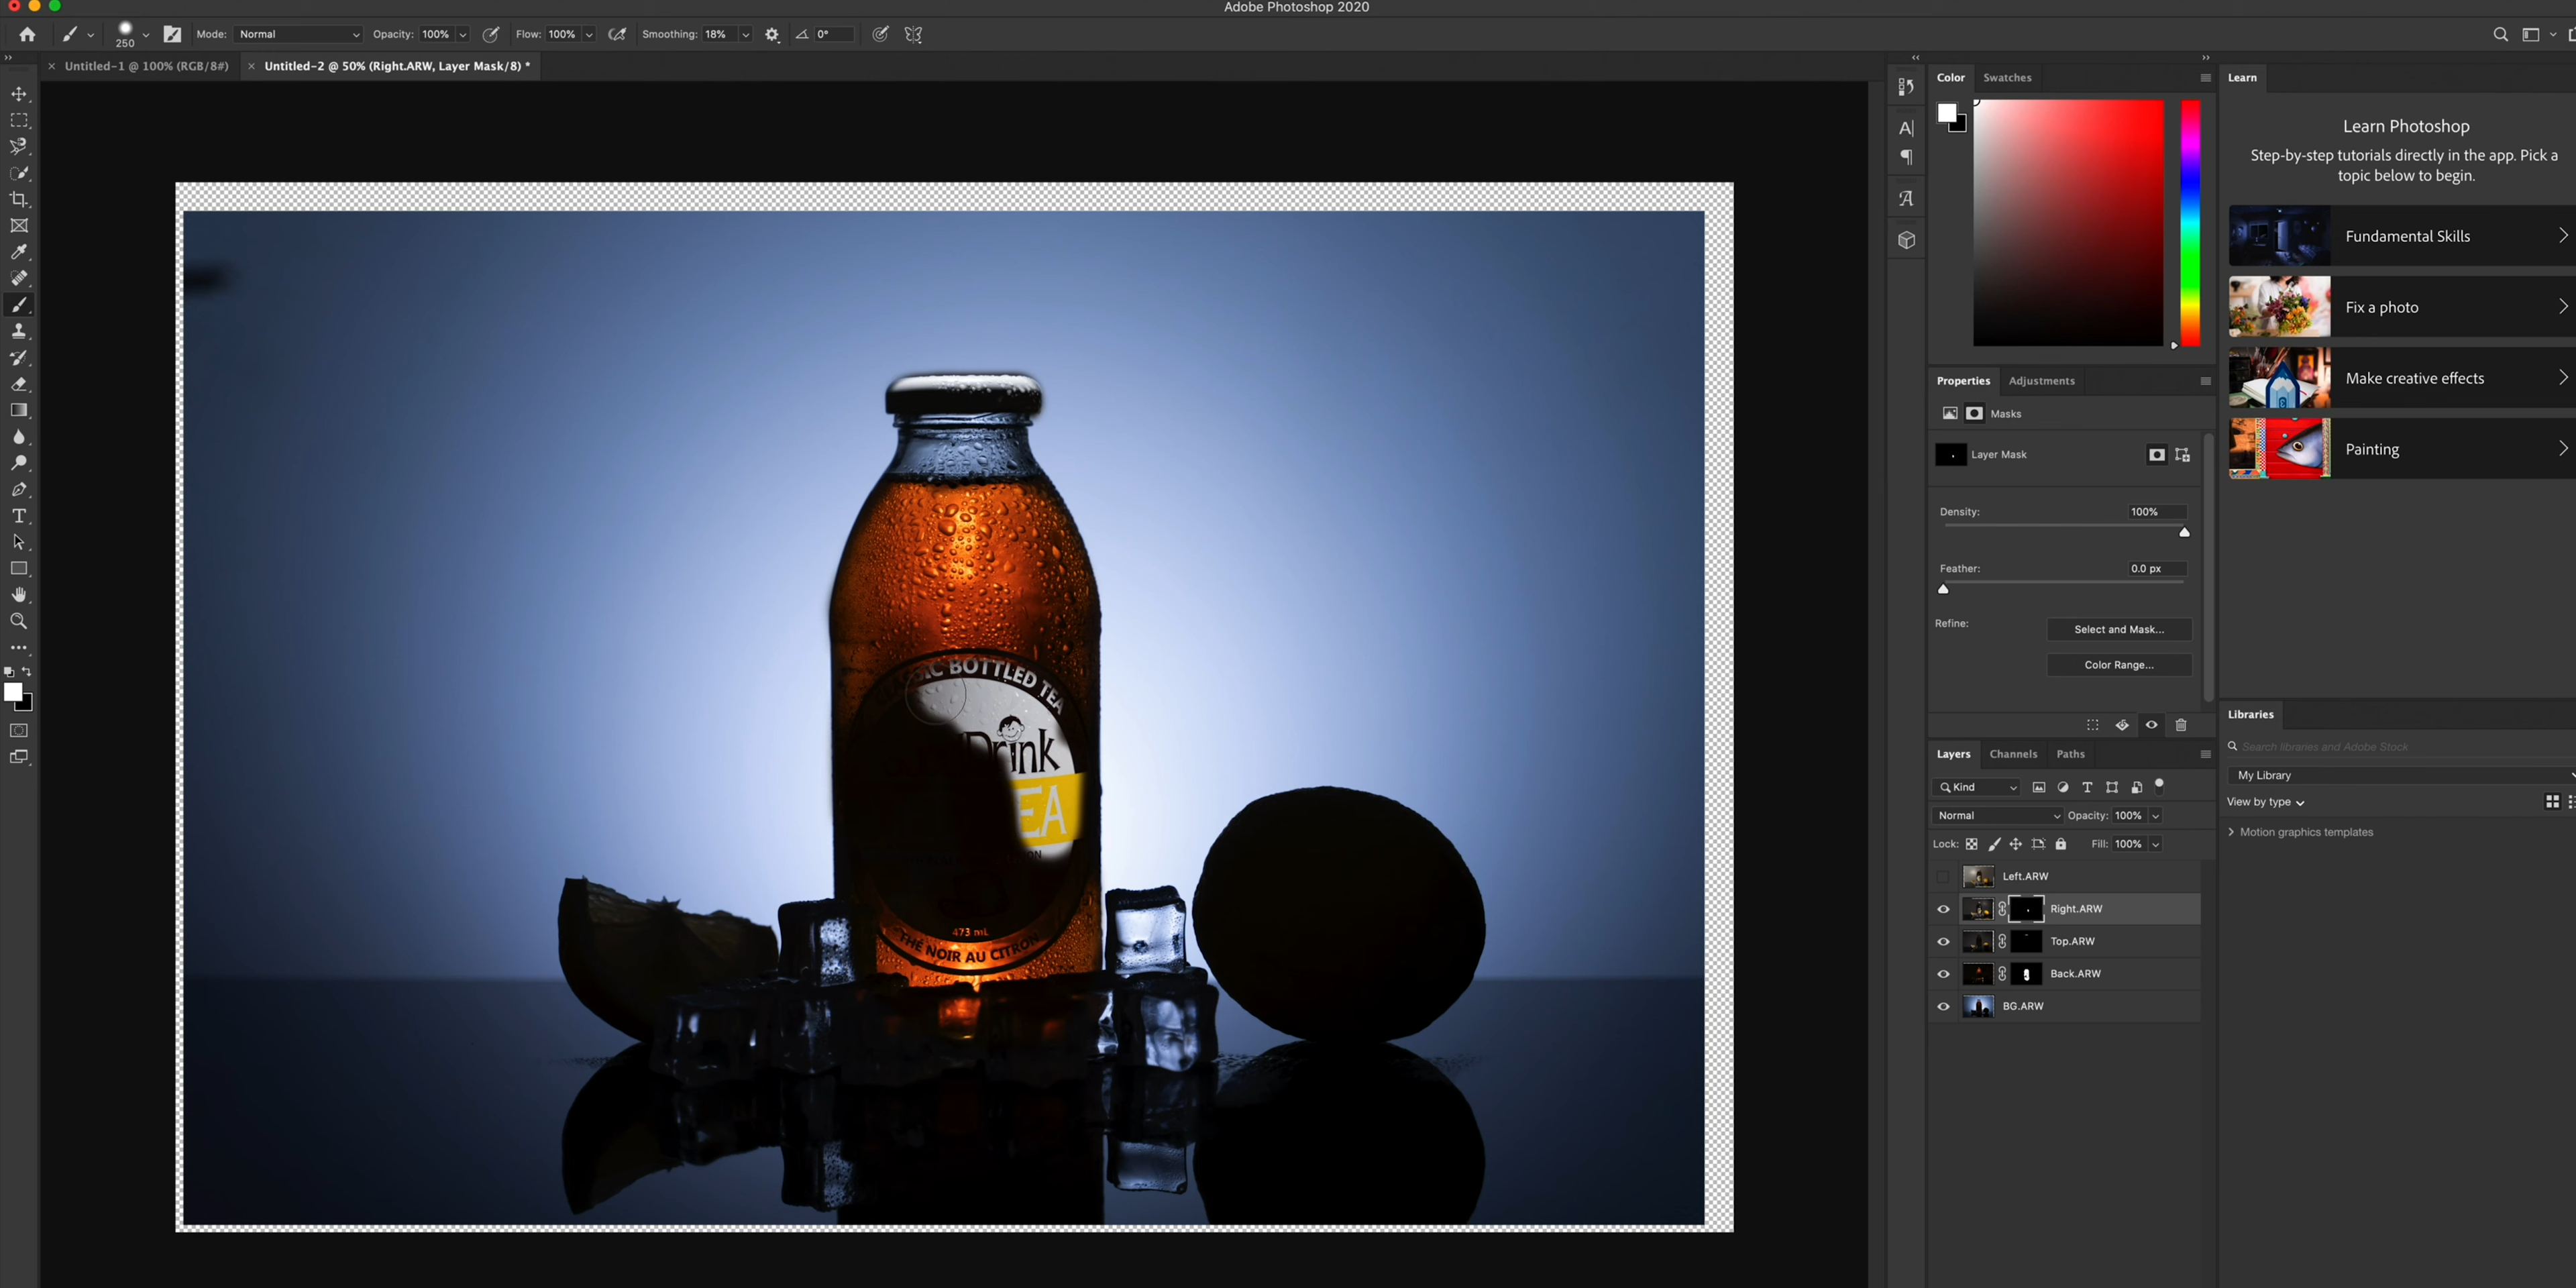 Adobe Photoshop 2020
250
Mode: Normal
Opacity: 100%
Flow: 100%
Smoothing: 18%
0°
Untitled-1 @ 100% (RGB/8#)
Untitled-2 @ 50% (Right.ARW, Layer Mask/8) *
BOTTLED TEA
Drink
EA
473 mL
THÉ NOIR AU CITRON
Color
Swatches
Properties
Adjustments
Masks
Layer Mask
Density: 100%
Feather: 0.0 px
Refine:
Select and Mask...
Color Range...
Layers
Channels
Paths
Kind
Normal
Opacity: 100%
Lock:
Fill: 100%
Left.ARW
Right.ARW
Top.ARW
Back.ARW
BG.ARW
Learn
Learn Photoshop
Step-by-step tutorials directly in the app. Pick a
topic below to begin.
Fundamental Skills
Fix a photo
Make creative effects
Painting
Libraries
Search libraries and Adobe Stock
My Library
View by type
Motion graphics templates